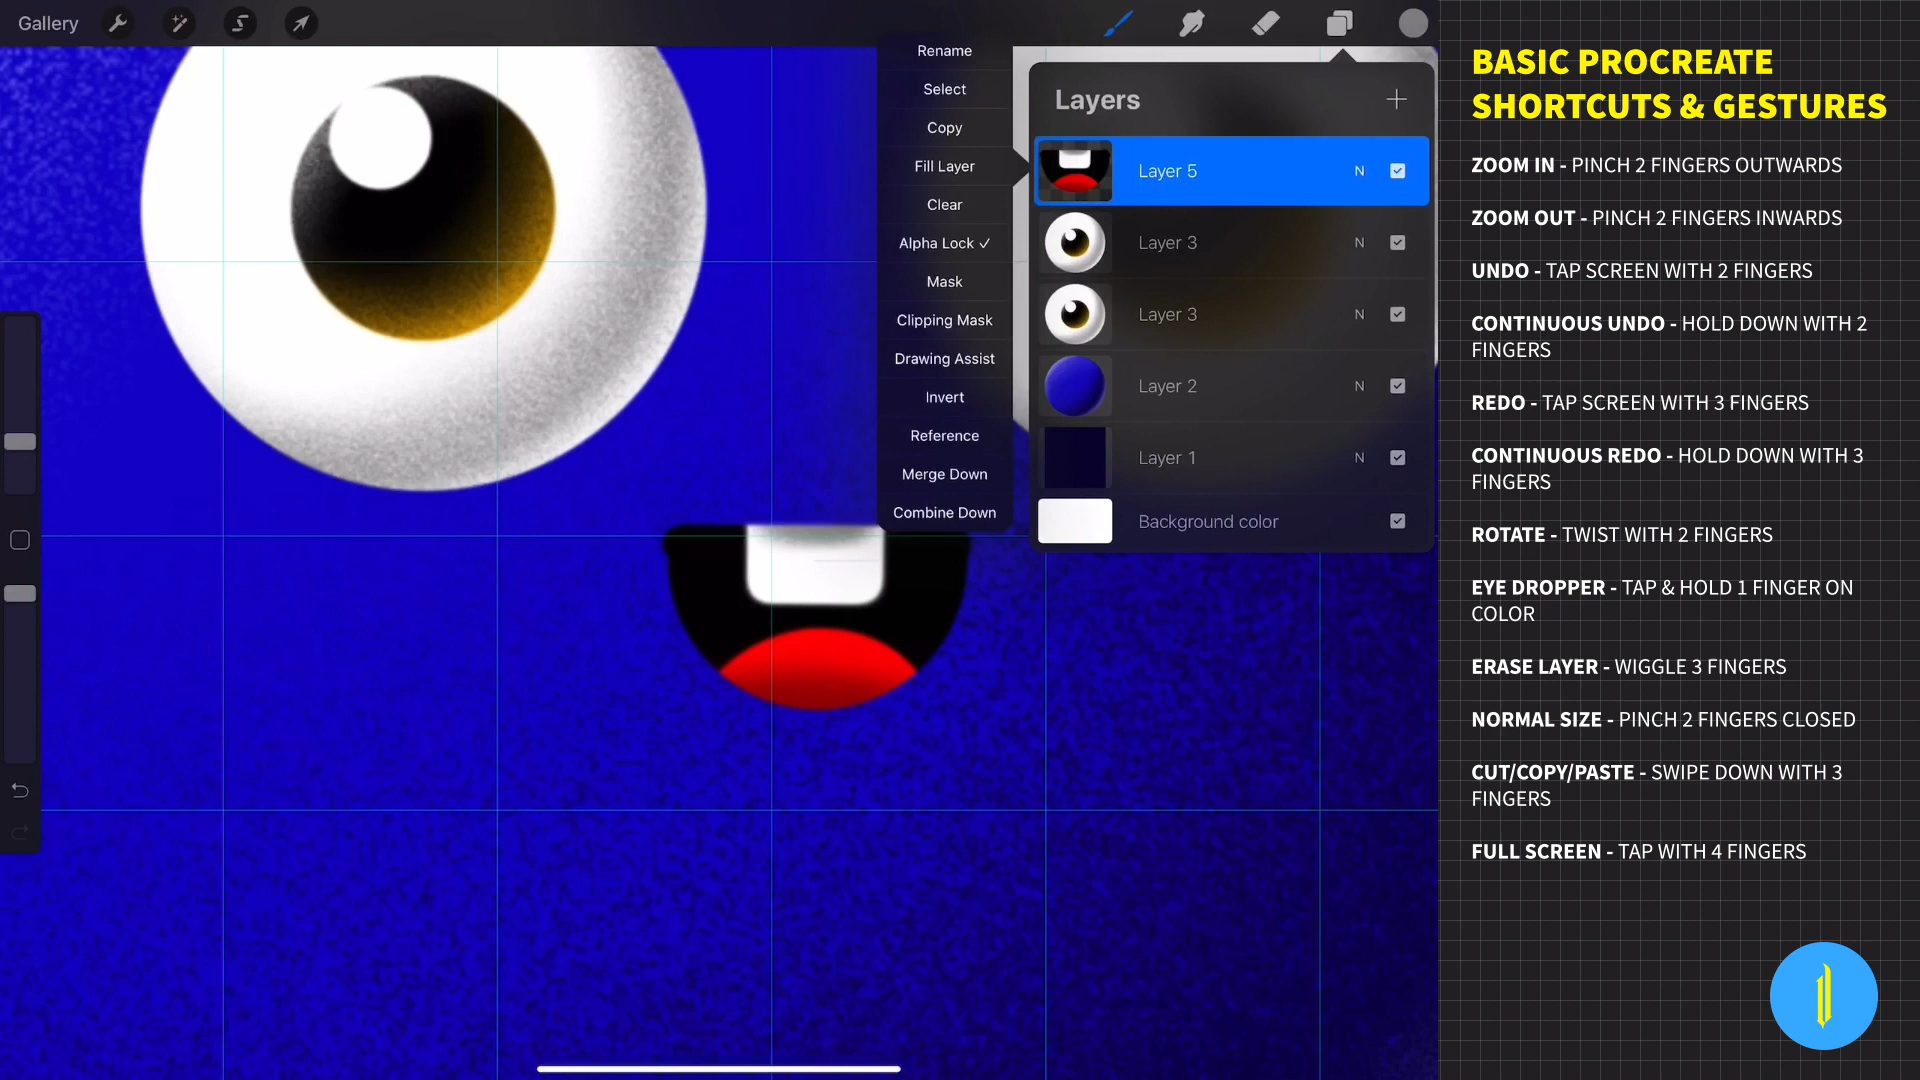 Gallery
Rename
Select
Copy
Fill Layer
Clear
Alpha Lock ✓
Mask
Clipping Mask
Drawing Assist
Invert
Reference
Merge Down
Combine Down
Layers
Layer 5 N
Layer 3 N
Layer 3 N
Layer 2 N
Layer 1 N
Background color
BASIC PROCREATE
SHORTCUTS & GESTURES
ZOOM IN - PINCH 2 FINGERS OUTWARDS
ZOOM OUT - PINCH 2 FINGERS INWARDS
UNDO - TAP SCREEN WITH 2 FINGERS
CONTINUOUS UNDO - HOLD DOWN WITH 2
FINGERS
REDO - TAP SCREEN WITH 3 FINGERS
CONTINUOUS REDO - HOLD DOWN WITH 3
FINGERS
ROTATE - TWIST WITH 2 FINGERS
EYE DROPPER - TAP & HOLD 1 FINGER ON
COLOR
ERASE LAYER - WIGGLE 3 FINGERS
NORMAL SIZE - PINCH 2 FINGERS CLOSED
CUT/COPY/PASTE - SWIPE DOWN WITH 3
FINGERS
FULL SCREEN - TAP WITH 4 FINGERS